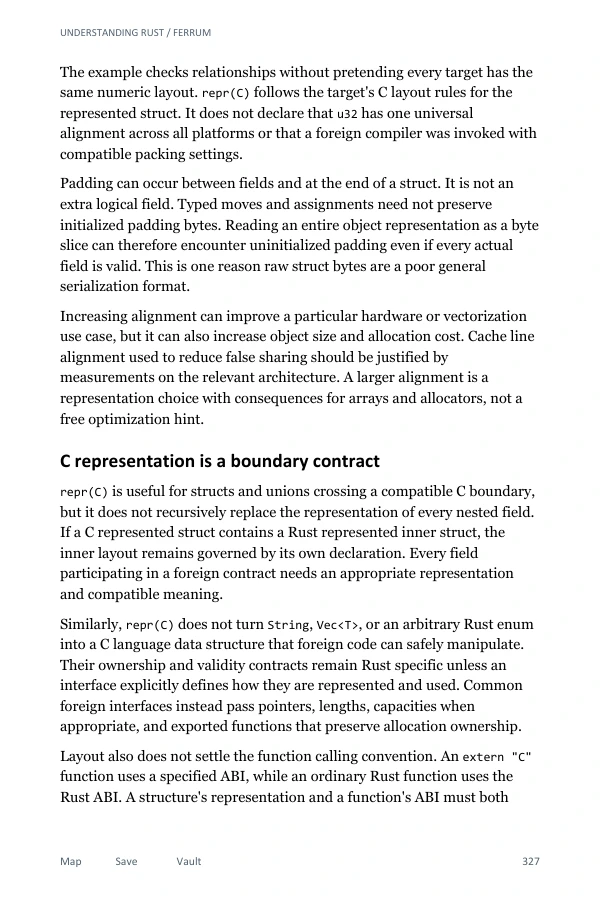 UNDERSTANDING RUST / FERRUM
The example checks relationships without pretending every target has the
same numeric layout. repr(C) follows the target's C layout rules for the
represented struct. It does not declare that u32 has one universal
alignment across all platforms or that a foreign compiler was invoked with
compatible packing settings.
Padding can occur between fields and at the end of a struct. It is not an
extra logical field. Typed moves and assignments need not preserve
initialized padding bytes. Reading an entire object representation as a byte
slice can therefore encounter uninitialized padding even if every actual
field is valid. This is one reason raw struct bytes are a poor general
serialization format.
Increasing alignment can improve a particular hardware or vectorization
use case, but it can also increase object size and allocation cost. Cache line
alignment used to reduce false sharing should be justified by
measurements on the relevant architecture. A larger alignment is a
representation choice with consequences for arrays and allocators, not a
free optimization hint.
C representation is a boundary contract
repr(C) is useful for structs and unions crossing a compatible C boundary,
but it does not recursively replace the representation of every nested field.
If a C represented struct contains a Rust represented inner struct, the
inner layout remains governed by its own declaration. Every field
participating in a foreign contract needs an appropriate representation
and compatible meaning.
Similarly, repr(C) does not turn String, Vec<T>, or an arbitrary Rust enum
into a C language data structure that foreign code can safely manipulate.
Their ownership and validity contracts remain Rust specific unless an
interface explicitly defines how they are represented and used. Common
foreign interfaces instead pass pointers, lengths, capacities when
appropriate, and exported functions that preserve allocation ownership.
Layout also does not settle the function calling convention. An extern "C"
function uses a specified ABI, while an ordinary Rust function uses the
Rust ABI. A structure's representation and a function's ABI must both
Map Save Vault 327